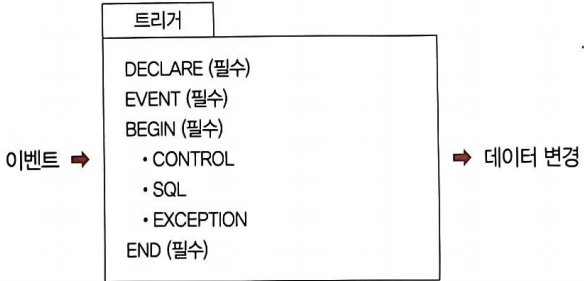 트리거
DECLARE (필수)
EVENT (필수)
BEGIN (필수)
이벤트
• CONTROL
데이터 변경
• SQL
• EXCEPTION
END (필수)